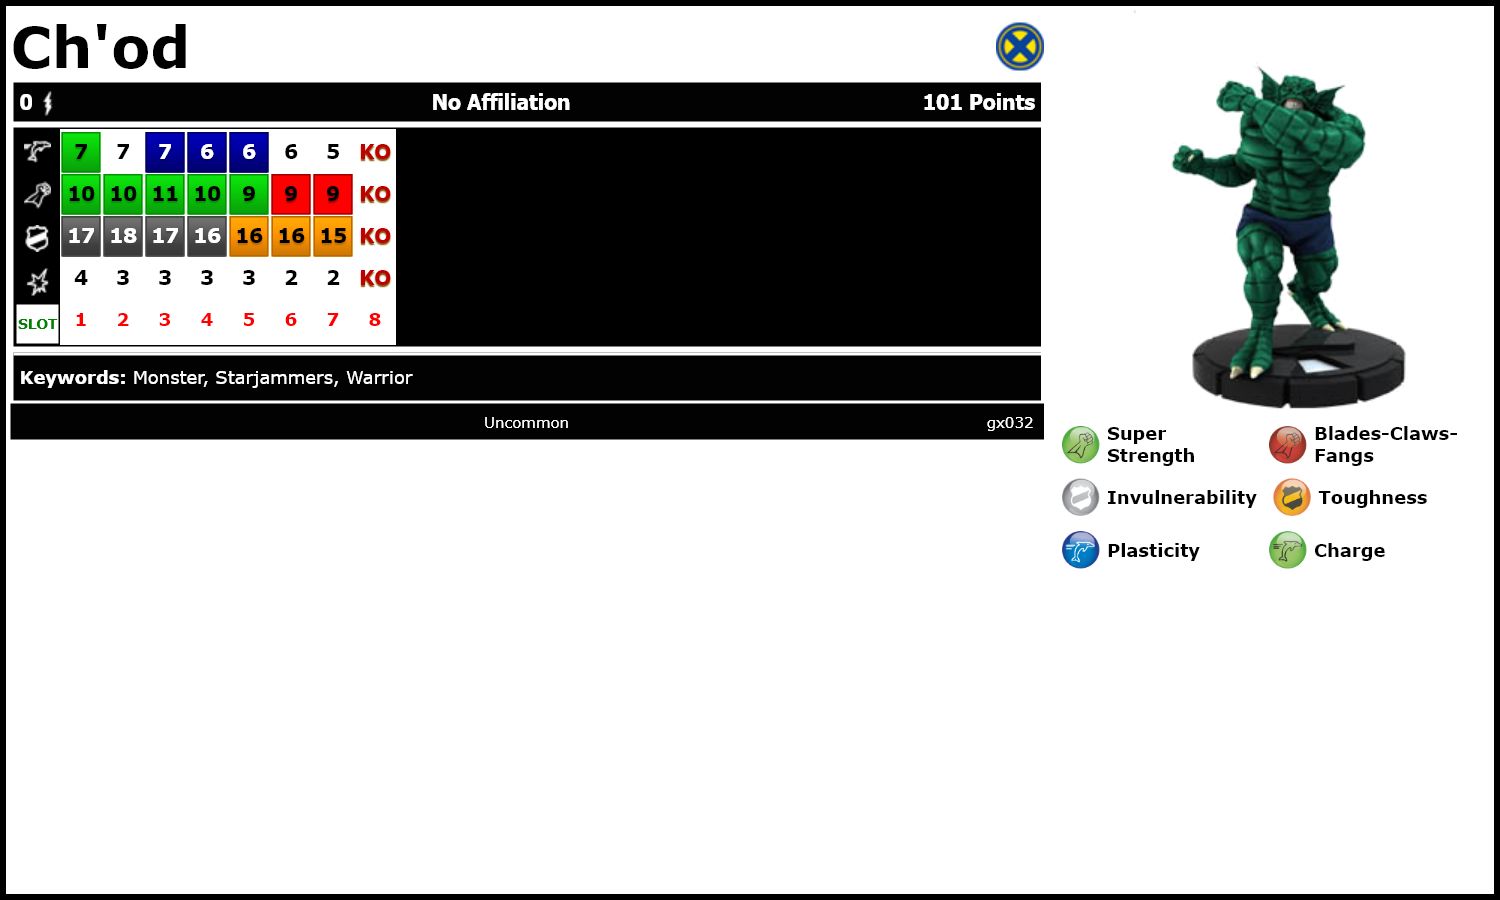 Ch'od
0 No Affiliation 101 Points
7 7 7 6 6 6 5 KO
10 10 11 10 9 9 9 KO
17 18 17 16 16 16 15 KO
4 3 3 3 3 2 2 KO
SLOT 1 2 3 4 5 6 7 8
Keywords: Monster, Starjammers, Warrior
Uncommon gx032
Super
Strength
Blades-Claws-
Fangs
Invulnerability
Toughness
Plasticity
Charge